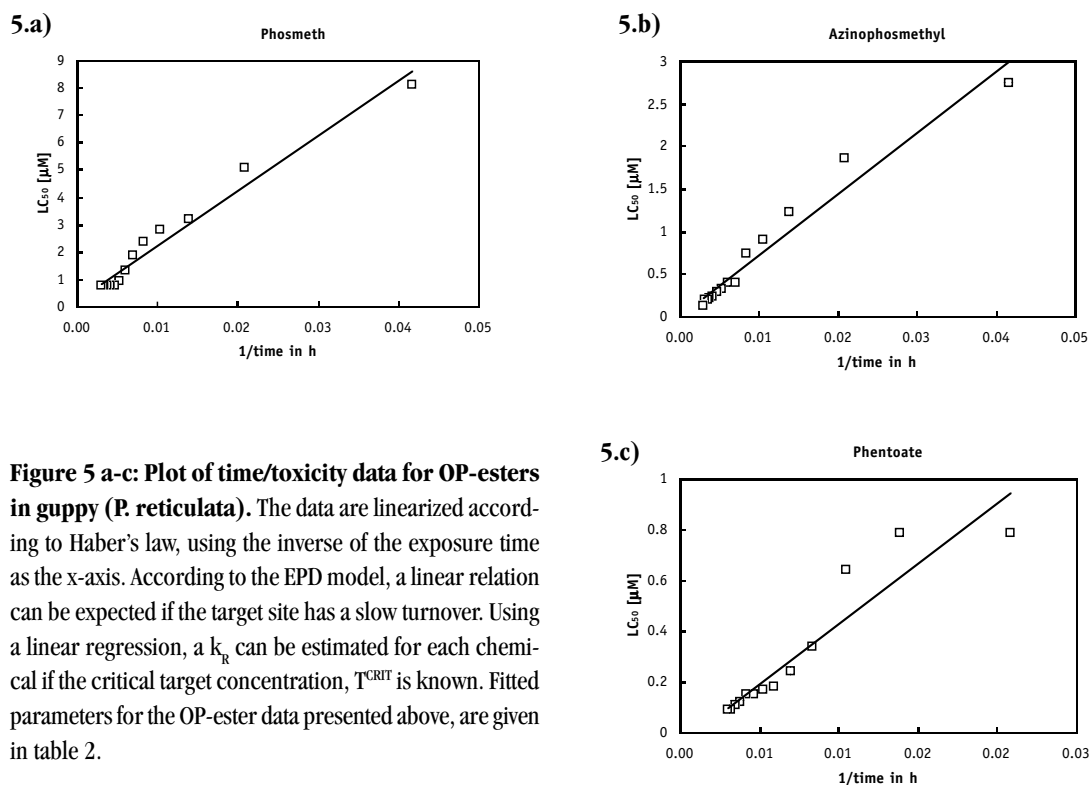 5.a)
Phosmeth
9
8
7
6
5
4
3
2
1
0
LC50 [µM]
0.00 0.01 0.02 0.03 0.04 0.05
1/time in h
5.b)
Azinophosmethyl
3
2.5
2
1.5
1
0.5
0
LC50 [µM]
0.00 0.01 0.02 0.03 0.04 0.05
1/time in h
Figure 5 a-c: Plot of time/toxicity data for OP-esters
in guppy (P. reticulata). The data are linearized accord-
ing to Haber's law, using the inverse of the exposure time
as the x-axis. According to the EPD model, a linear relation
can be expected if the target site has a slow turnover. Using
a linear regression, a kR can be estimated for each chemi-
cal if the critical target concentration, TCRIT is known. Fitted
parameters for the OP-ester data presented above, are given
in table 2.
5.c)
Phentoate
1
0.8
0.6
0.4
0.2
0
LC50 [µM]
0.00 0.01 0.01 0.02 0.02 0.03
1/time in h